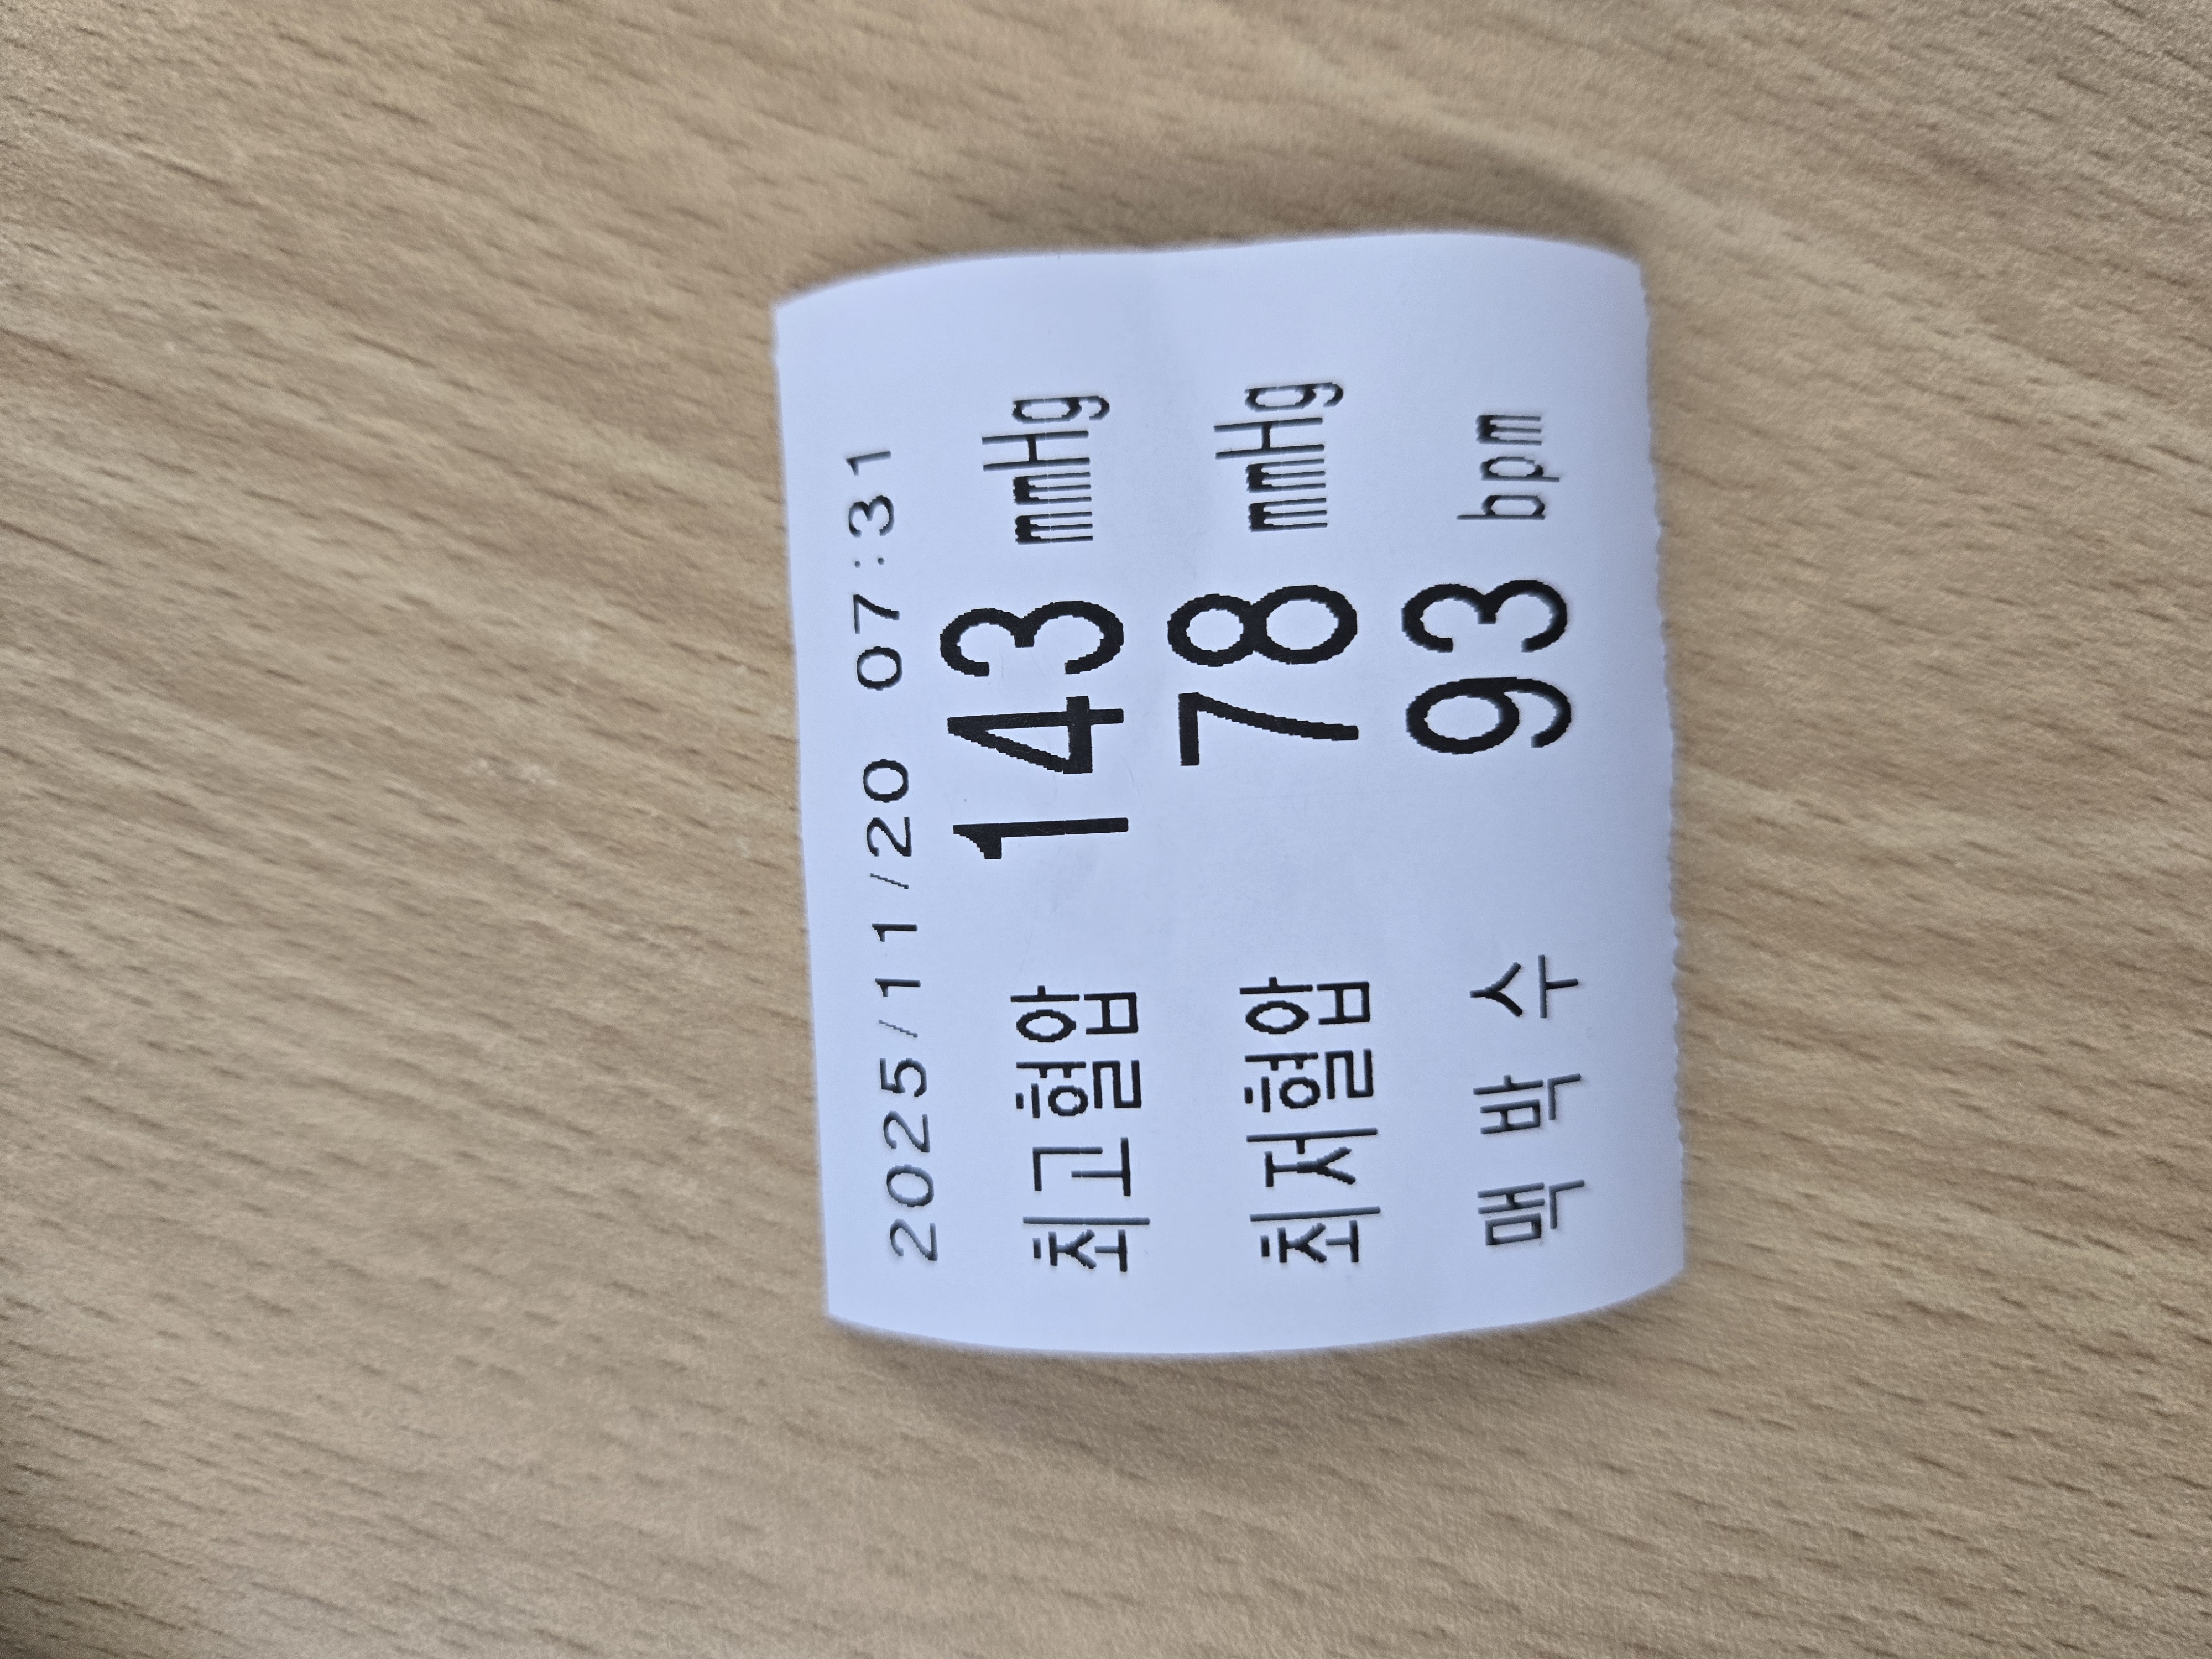 2025/11/20 07:31
최고혈압 143 mmHg
최저혈압 78 mmHg
맥 박 수 93 bpm